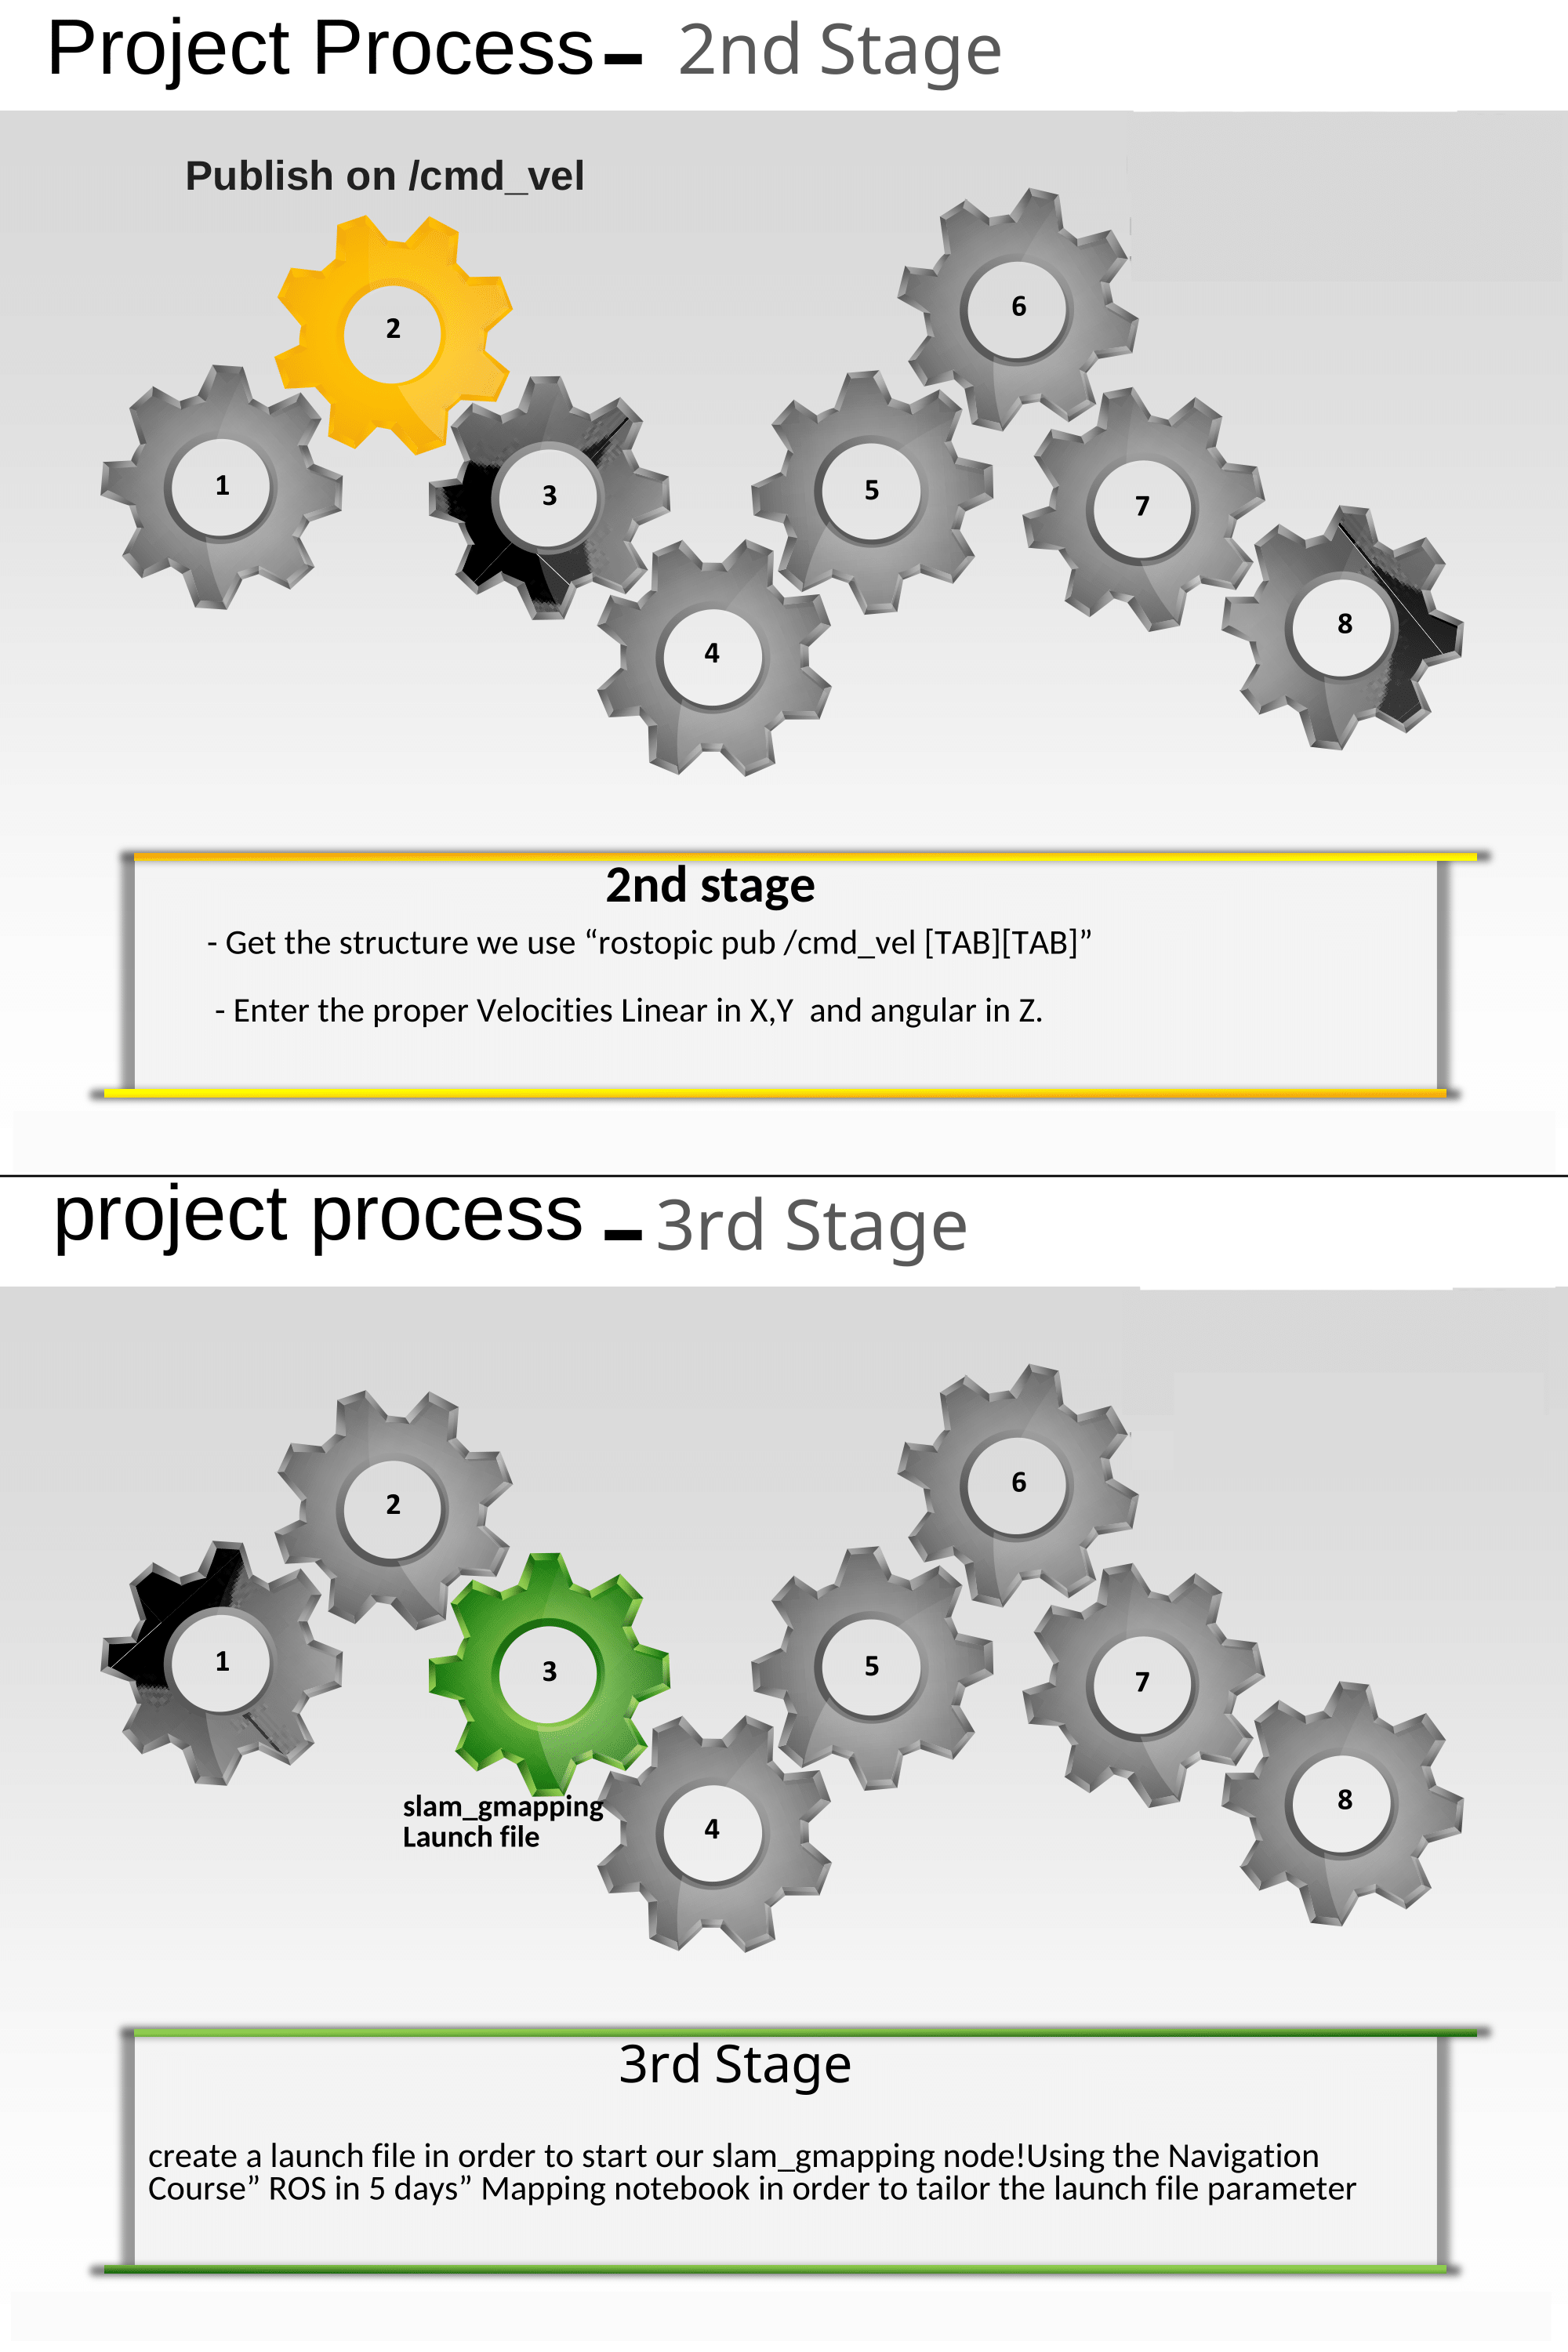 Project Process - 2nd Stage
Publish on /cmd_vel
6
2
1
3
5
7
8
4
2nd stage
- Get the structure we use “rostopic pub /cmd_vel [TAB][TAB]”
- Enter the proper Velocities Linear in X,Y  and angular in Z.
project process - 3rd Stage
6
2
1
3
5
7
8
slam_gmapping
Launch file
4
3rd Stage
create a launch file in order to start our slam_gmapping node!Using the Navigation
Course” ROS in 5 days” Mapping notebook in order to tailor the launch file parameter